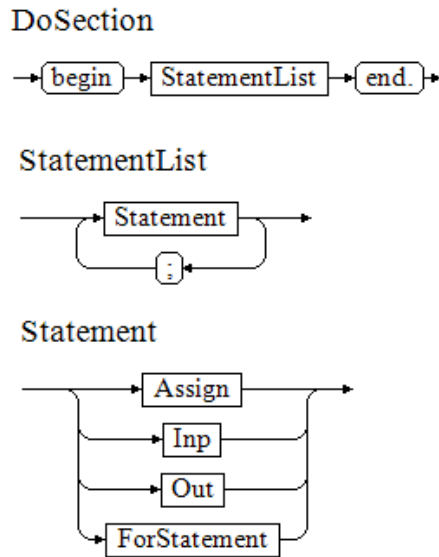 DoSection
begin StatementList end.
StatementList
Statement
;
Statement
Assign
Inp
Out
ForStatement